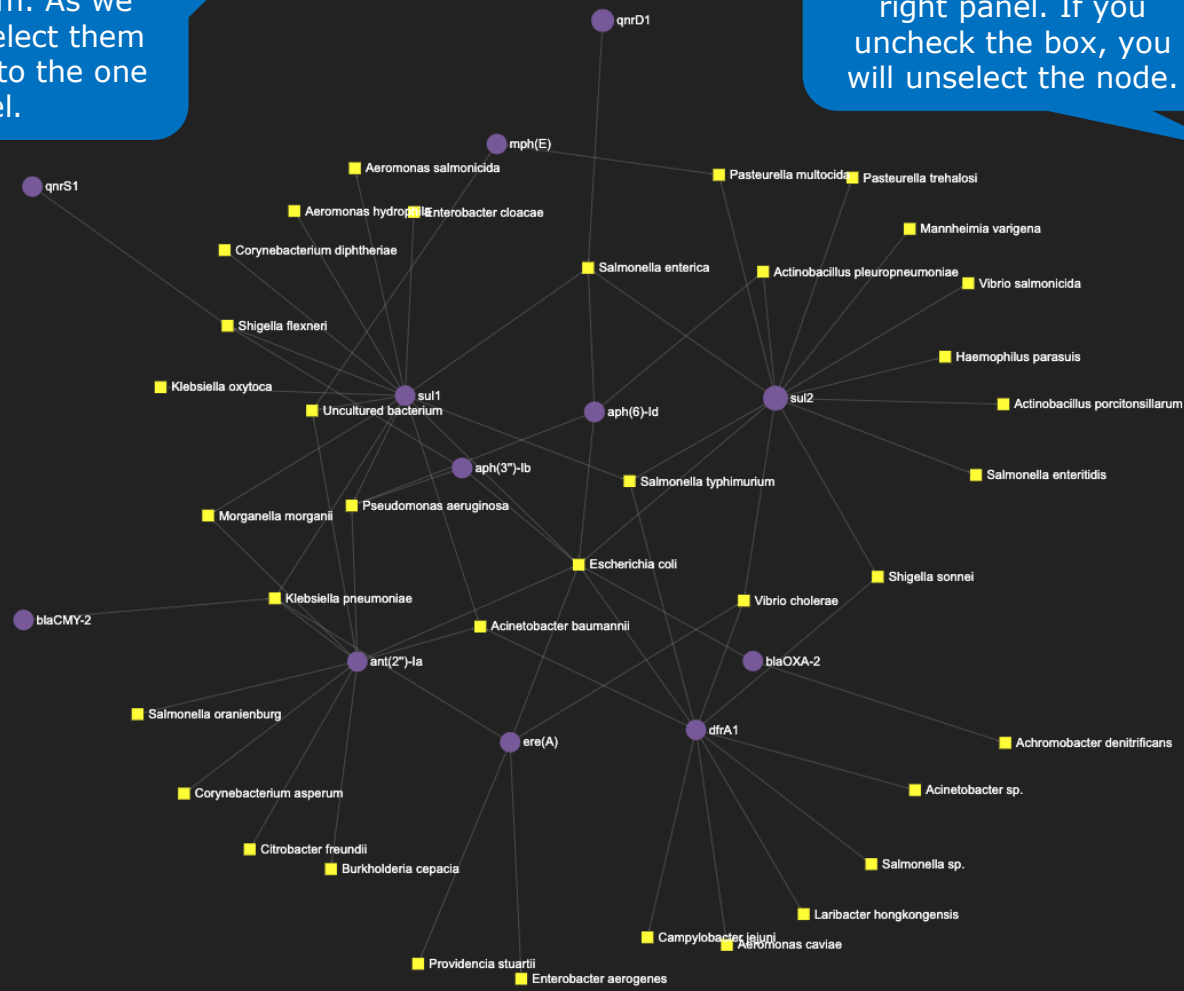 m. As we
elect them
to the one
el.
right panel. If you
uncheck the box, you
will unselect the node.
qnrD1
mph(E)
Aeromonas salmonicida
Pasteurella multocida
Pasteurella trehalosi
qnrS1
Aeromonas hydrophila
Enterobacter cloacae
Mannheimia varigena
Corynebacterium diphtheriae
Salmonella enterica
Actinobacillus pleuropneumoniae
Vibrio salmonicida
Shigella flexneri
Haemophilus parasuis
Klebsiella oxytoca
sul1
sul2
Actinobacillus porcitonsillarum
Uncultured bacterium
aph(6)-Id
aph(3")-Ib
Salmonella enteritidis
Salmonella typhimurium
Pseudomonas aeruginosa
Morganella morganii
Escherichia coli
Shigella sonnei
Klebsiella pneumoniae
Vibrio cholerae
blaCMY-2
Acinetobacter baumannii
ant(2")-Ia
blaOXA-2
Salmonella oranienburg
dfrA1
ere(A)
Achromobacter denitrificans
Acinetobacter sp.
Corynebacterium asperum
Citrobacter freundii
Burkholderia cepacia
Salmonella sp.
Laribacter hongkongensis
Campylobacter jejuni
Aeromonas caviae
Providencia stuartii
Enterobacter aerogenes